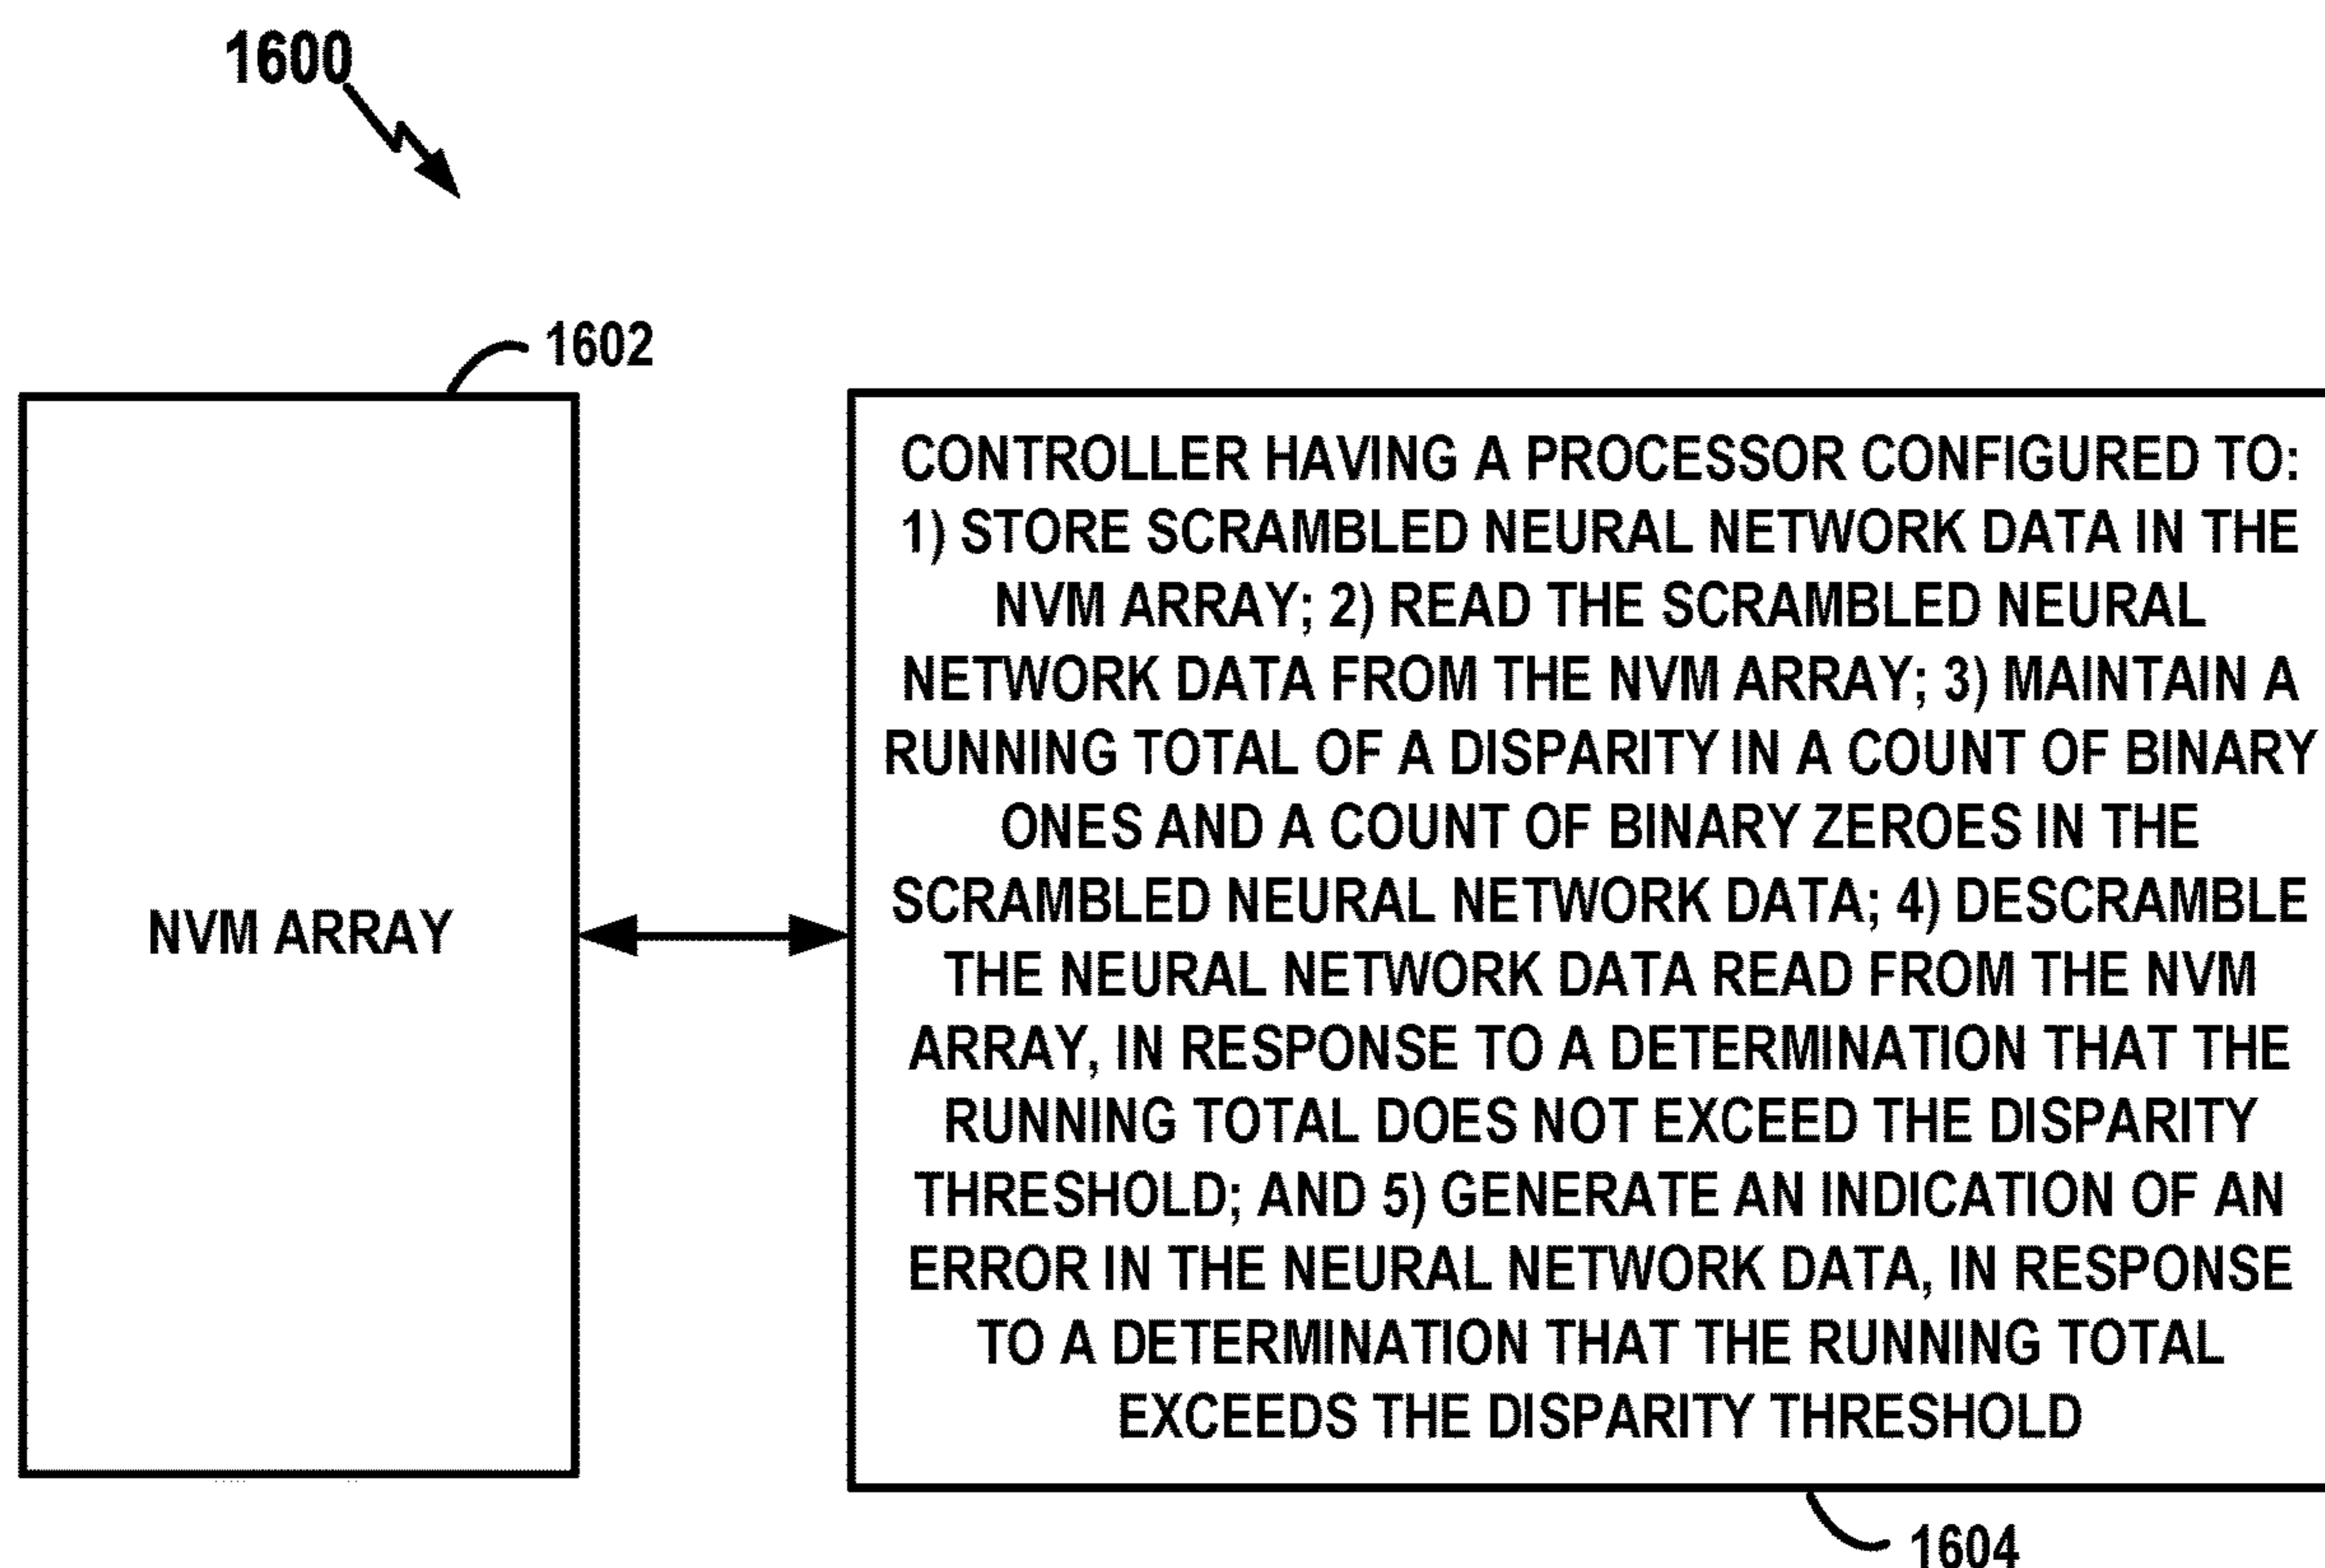 1600
1602
NVM ARRAY
CONTROLLER HAVING A PROCESSOR CONFIGURED TO:
1) STORE SCRAMBLED NEURAL NETWORK DATA IN THE
NVM ARRAY; 2) READ THE SCRAMBLED NEURAL
NETWORK DATA FROM THE NVM ARRAY; 3) MAINTAIN A
RUNNING TOTAL OF A DISPARITY IN A COUNT OF BINARY
ONES AND A COUNT OF BINARY ZEROES IN THE
SCRAMBLED NEURAL NETWORK DATA; 4) DESCRAMBLE
THE NEURAL NETWORK DATA READ FROM THE NVM
ARRAY, IN RESPONSE TO A DETERMINATION THAT THE
RUNNING TOTAL DOES NOT EXCEED THE DISPARITY
THRESHOLD; AND 5) GENERATE AN INDICATION OF AN
ERROR IN THE NEURAL NETWORK DATA, IN RESPONSE
TO A DETERMINATION THAT THE RUNNING TOTAL
EXCEEDS THE DISPARITY THRESHOLD
1604